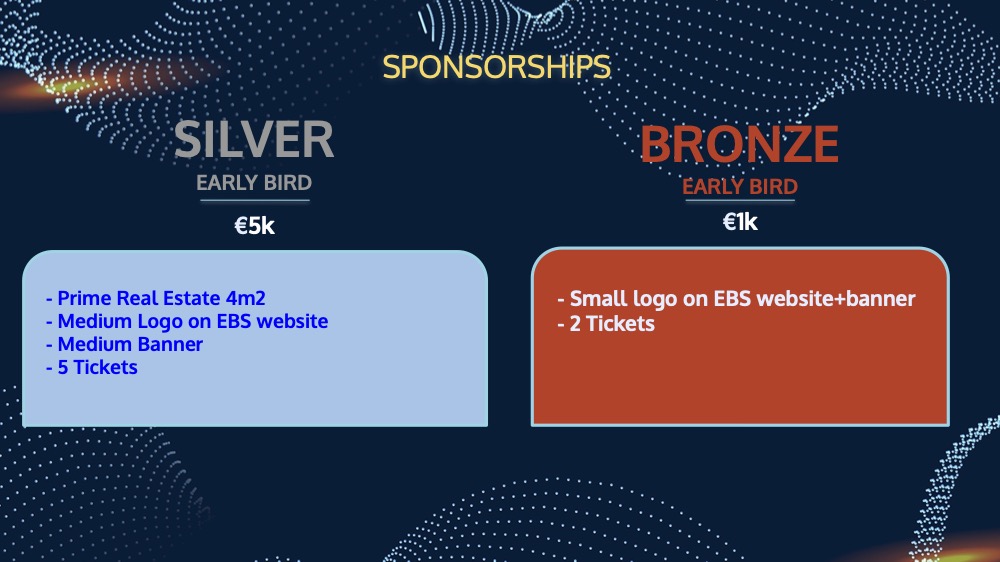 SPONSORSHIPS
SILVER
EARLY BIRD
€5k
- Prime Real Estate 4m2
- Medium Logo on EBS website
- Medium Banner
- 5 Tickets
BRONZE
EARLY BIRD
€1k
- Small logo on EBS website+banner
- 2 Tickets